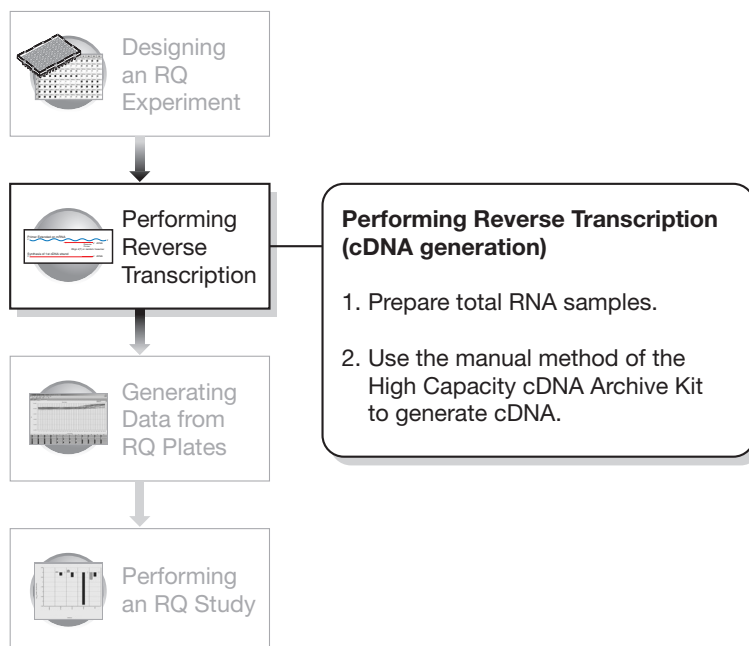 Designing
an RQ
Experiment
Performing
Reverse
Transcription
Performing Reverse Transcription
(cDNA generation)
1. Prepare total RNA samples.
2. Use the manual method of the
High Capacity cDNA Archive Kit
to generate cDNA.
Generating
Data from
RQ Plates
Performing
an RQ Study